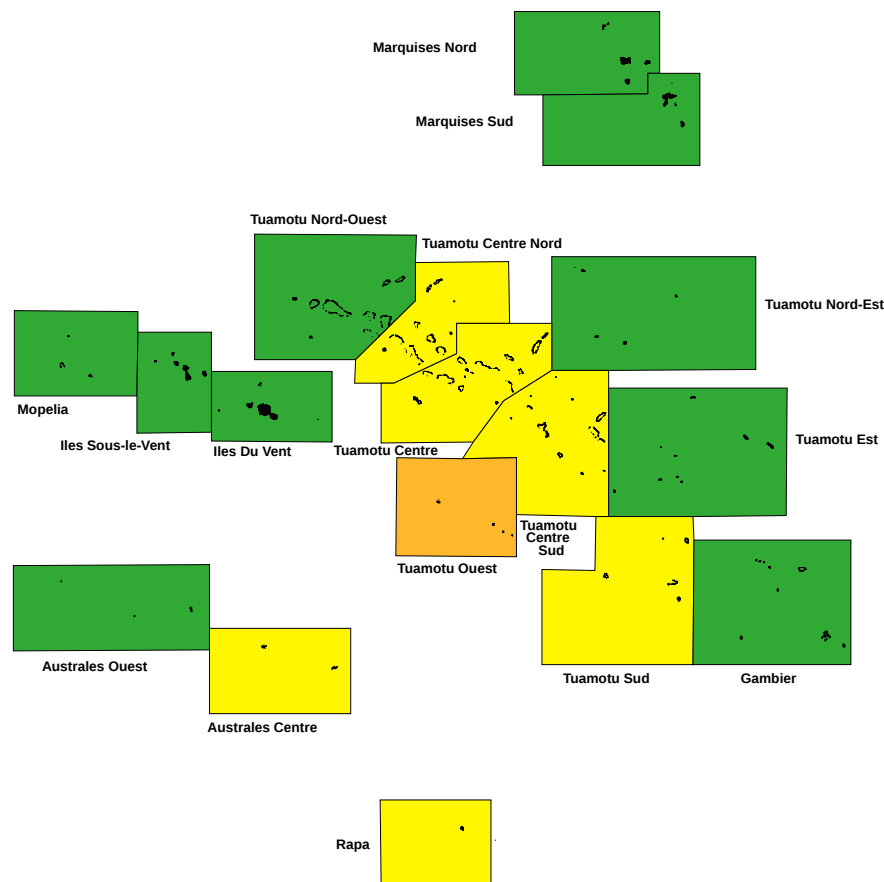 Marquises Nord
Marquises Sud
Tuamotu Nord-Ouest
Tuamotu Centre Nord
Tuamotu Nord-Est
Mopelia
Iles Sous-le-Vent
Iles Du Vent
Tuamotu Centre
Tuamotu Est
Tuamotu
Centre
Sud
Tuamotu Ouest
Australes Ouest
Tuamotu Sud
Gambier
Australes Centre
Rapa